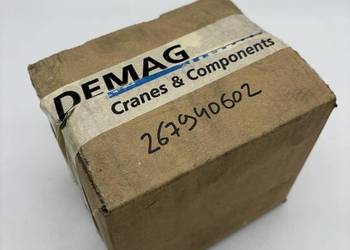 DEMAG
Cranes & Components
267940602